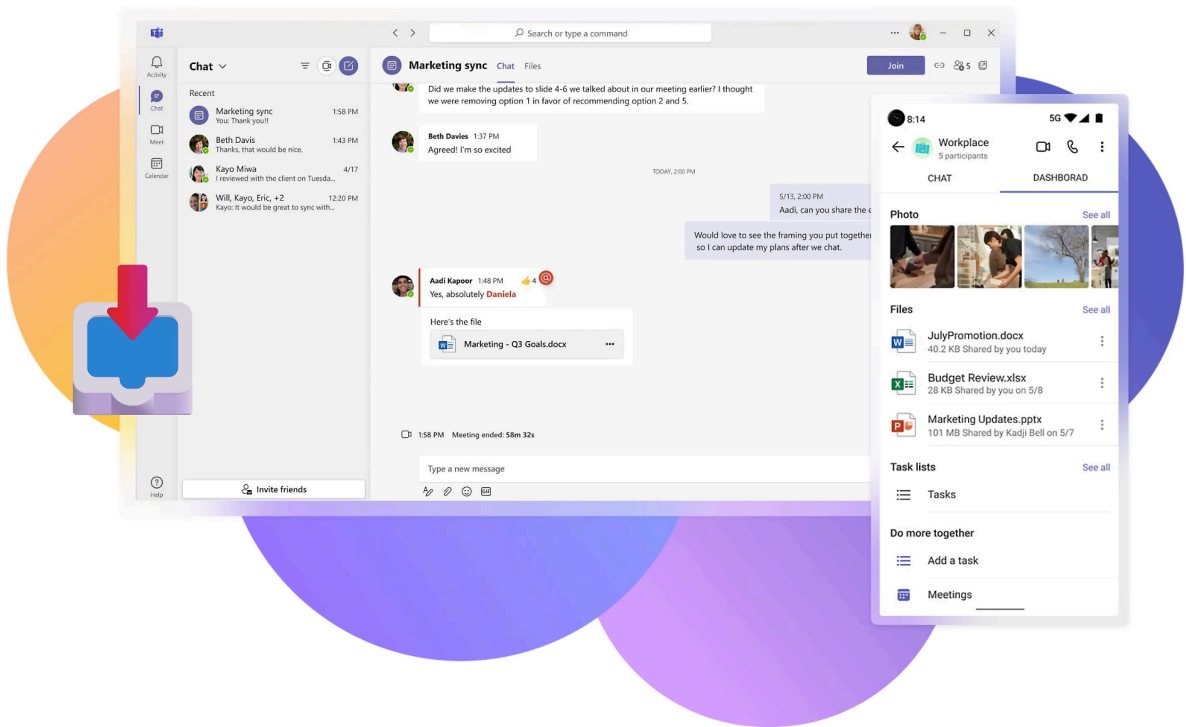 Search or type a command
Activity
Chat
Meet
Calendar
Help
Chat
Recent
Marketing sync
1:58 PM
You: Thank you!!
Beth Davis
1:43 PM
Thanks, that would be nice.
Kayo Miwa
4/17
I reviewed with the client on Tuesda...
Will, Kayo, Eric, +2
12:20 PM
Kayo: It would be great to sync with...
Invite friends
Marketing sync Chat Files
Join
5
Did we make the updates to slide 4-6 we talked about in our meeting earlier? I thought
we were removing option 1 in favor of recommending option 2 and 5.
Beth Davies 1:37 PM
Agreed! I'm so excited
TODAY, 2:00 PM
5/13, 2:00 PM
Aadi, can you share the
Would love to see the framing you put together
so I can update my plans after we chat.
Aadi Kapoor 1:48 PM
4
@
Yes, absolutely Daniela
Here's the file
Marketing - Q3 Goals.docx
1:58 PM Meeting ended: 58m 32s
Type a new message
GIF
8:14
5G
Workplace
5 participants
CHAT
DASHBORAD
Photo
See all
Files
See all
JulyPromotion.docx
40.2 KB Shared by you today
Budget Review.xlsx
28 KB Shared by you on 5/8
Marketing Updates.pptx
101 MB Shared by Kadji Bell on 5/7
Task lists
See all
Tasks
Do more together
Add a task
Meetings